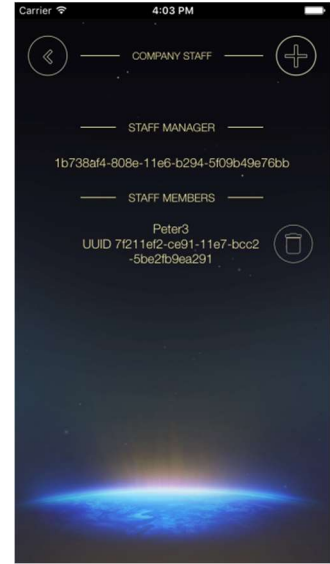 Carrier 4:03 PM
COMPANY STAFF
STAFF MANAGER
1b738af4-808e-11e6-b294-5f09b49e76bb
STAFF MEMBERS
Peter3
UUID 7f211ef2-ce91-11e7-bcc2
-5be2fb9ea291